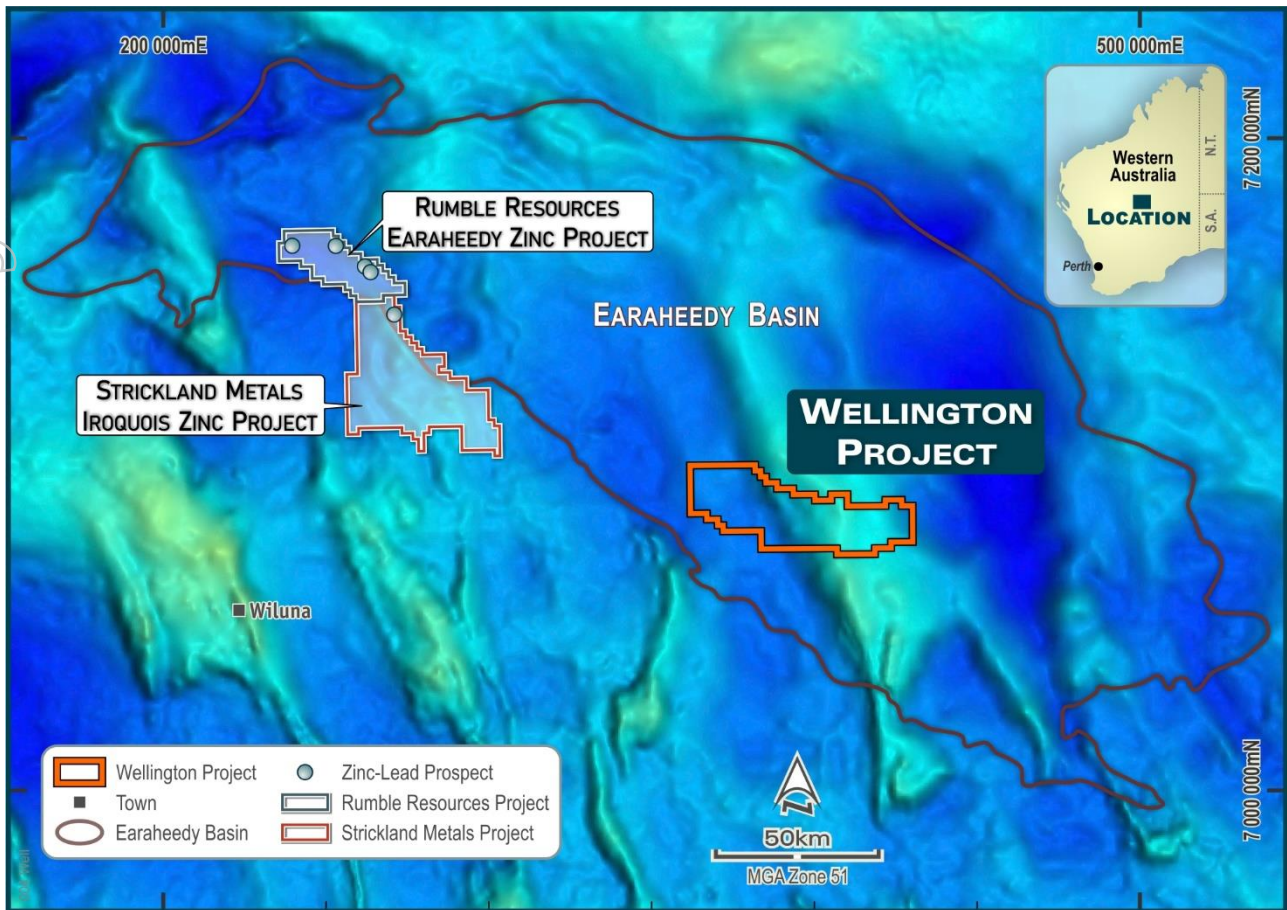 200 000mE
500 000mE
7 200 000mN
Western
Australia
N.T.
S.A.
LOCATION
Perth
RUMBLE RESOURCES
EARAHEEDY ZINC PROJECT
EARAHEEDY BASIN
STRICKLAND METALS
IROQUOIS ZINC PROJECT
WELLINGTON
PROJECT
Wiluna
Wellington Project
Zinc-Lead Prospect
Town
Rumble Resources Project
Earaheedy Basin
Strickland Metals Project
N
50km
MGA Zone 51
7 000 000mN